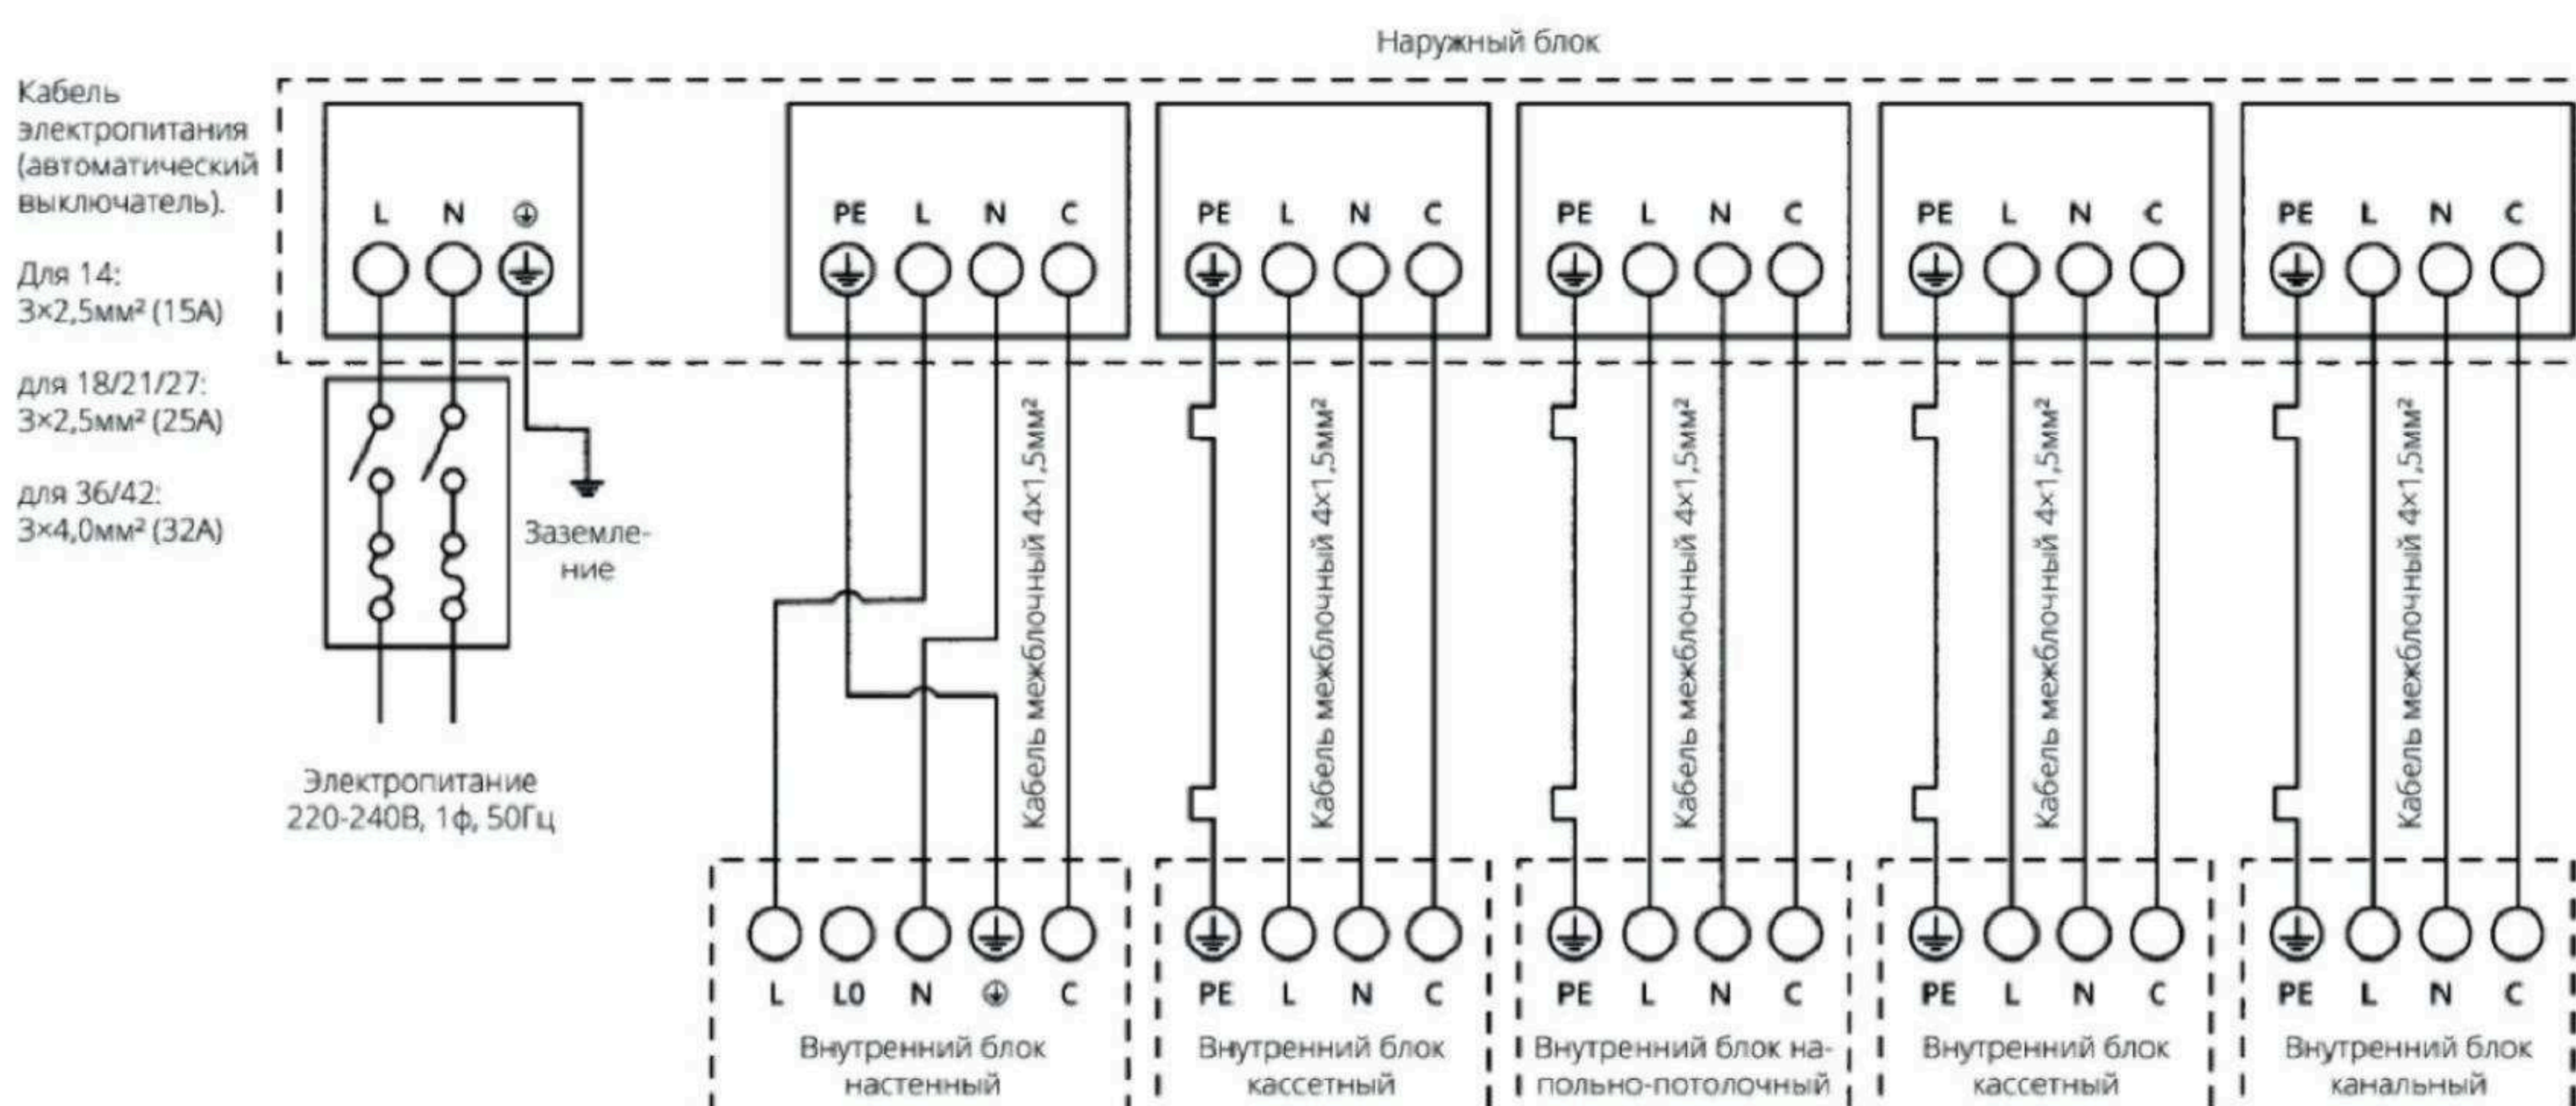 Наружный блок
Кабель
электропитания
(автоматический
выключатель).
Для 14:
3×2,5мм² (15А)
для 18/21/27:
3×2,5мм² (25А)
для 36/42:
3×4,0мм² (32А)
L N ⏚
PE L N C
PE L N C
PE L N C
PE L N C
PE L N C
Заземле-
ние
Электропитание
220-240В, 1ф, 50Гц
Кабель межблочный 4×1,5мм²
Кабель межблочный 4×1,5мм²
Кабель межблочный 4×1,5мм²
Кабель межблочный 4×1,5мм²
Кабель межблочный 4×1,5мм²
L L0 N ⏚ C
Внутренний блок
настенный
PE L N C
Внутренний блок
кассетный
PE L N C
Внутренний блок на-
польно-потолочный
PE L N C
Внутренний блок
кассетный
PE L N C
Внутренний блок
канальный